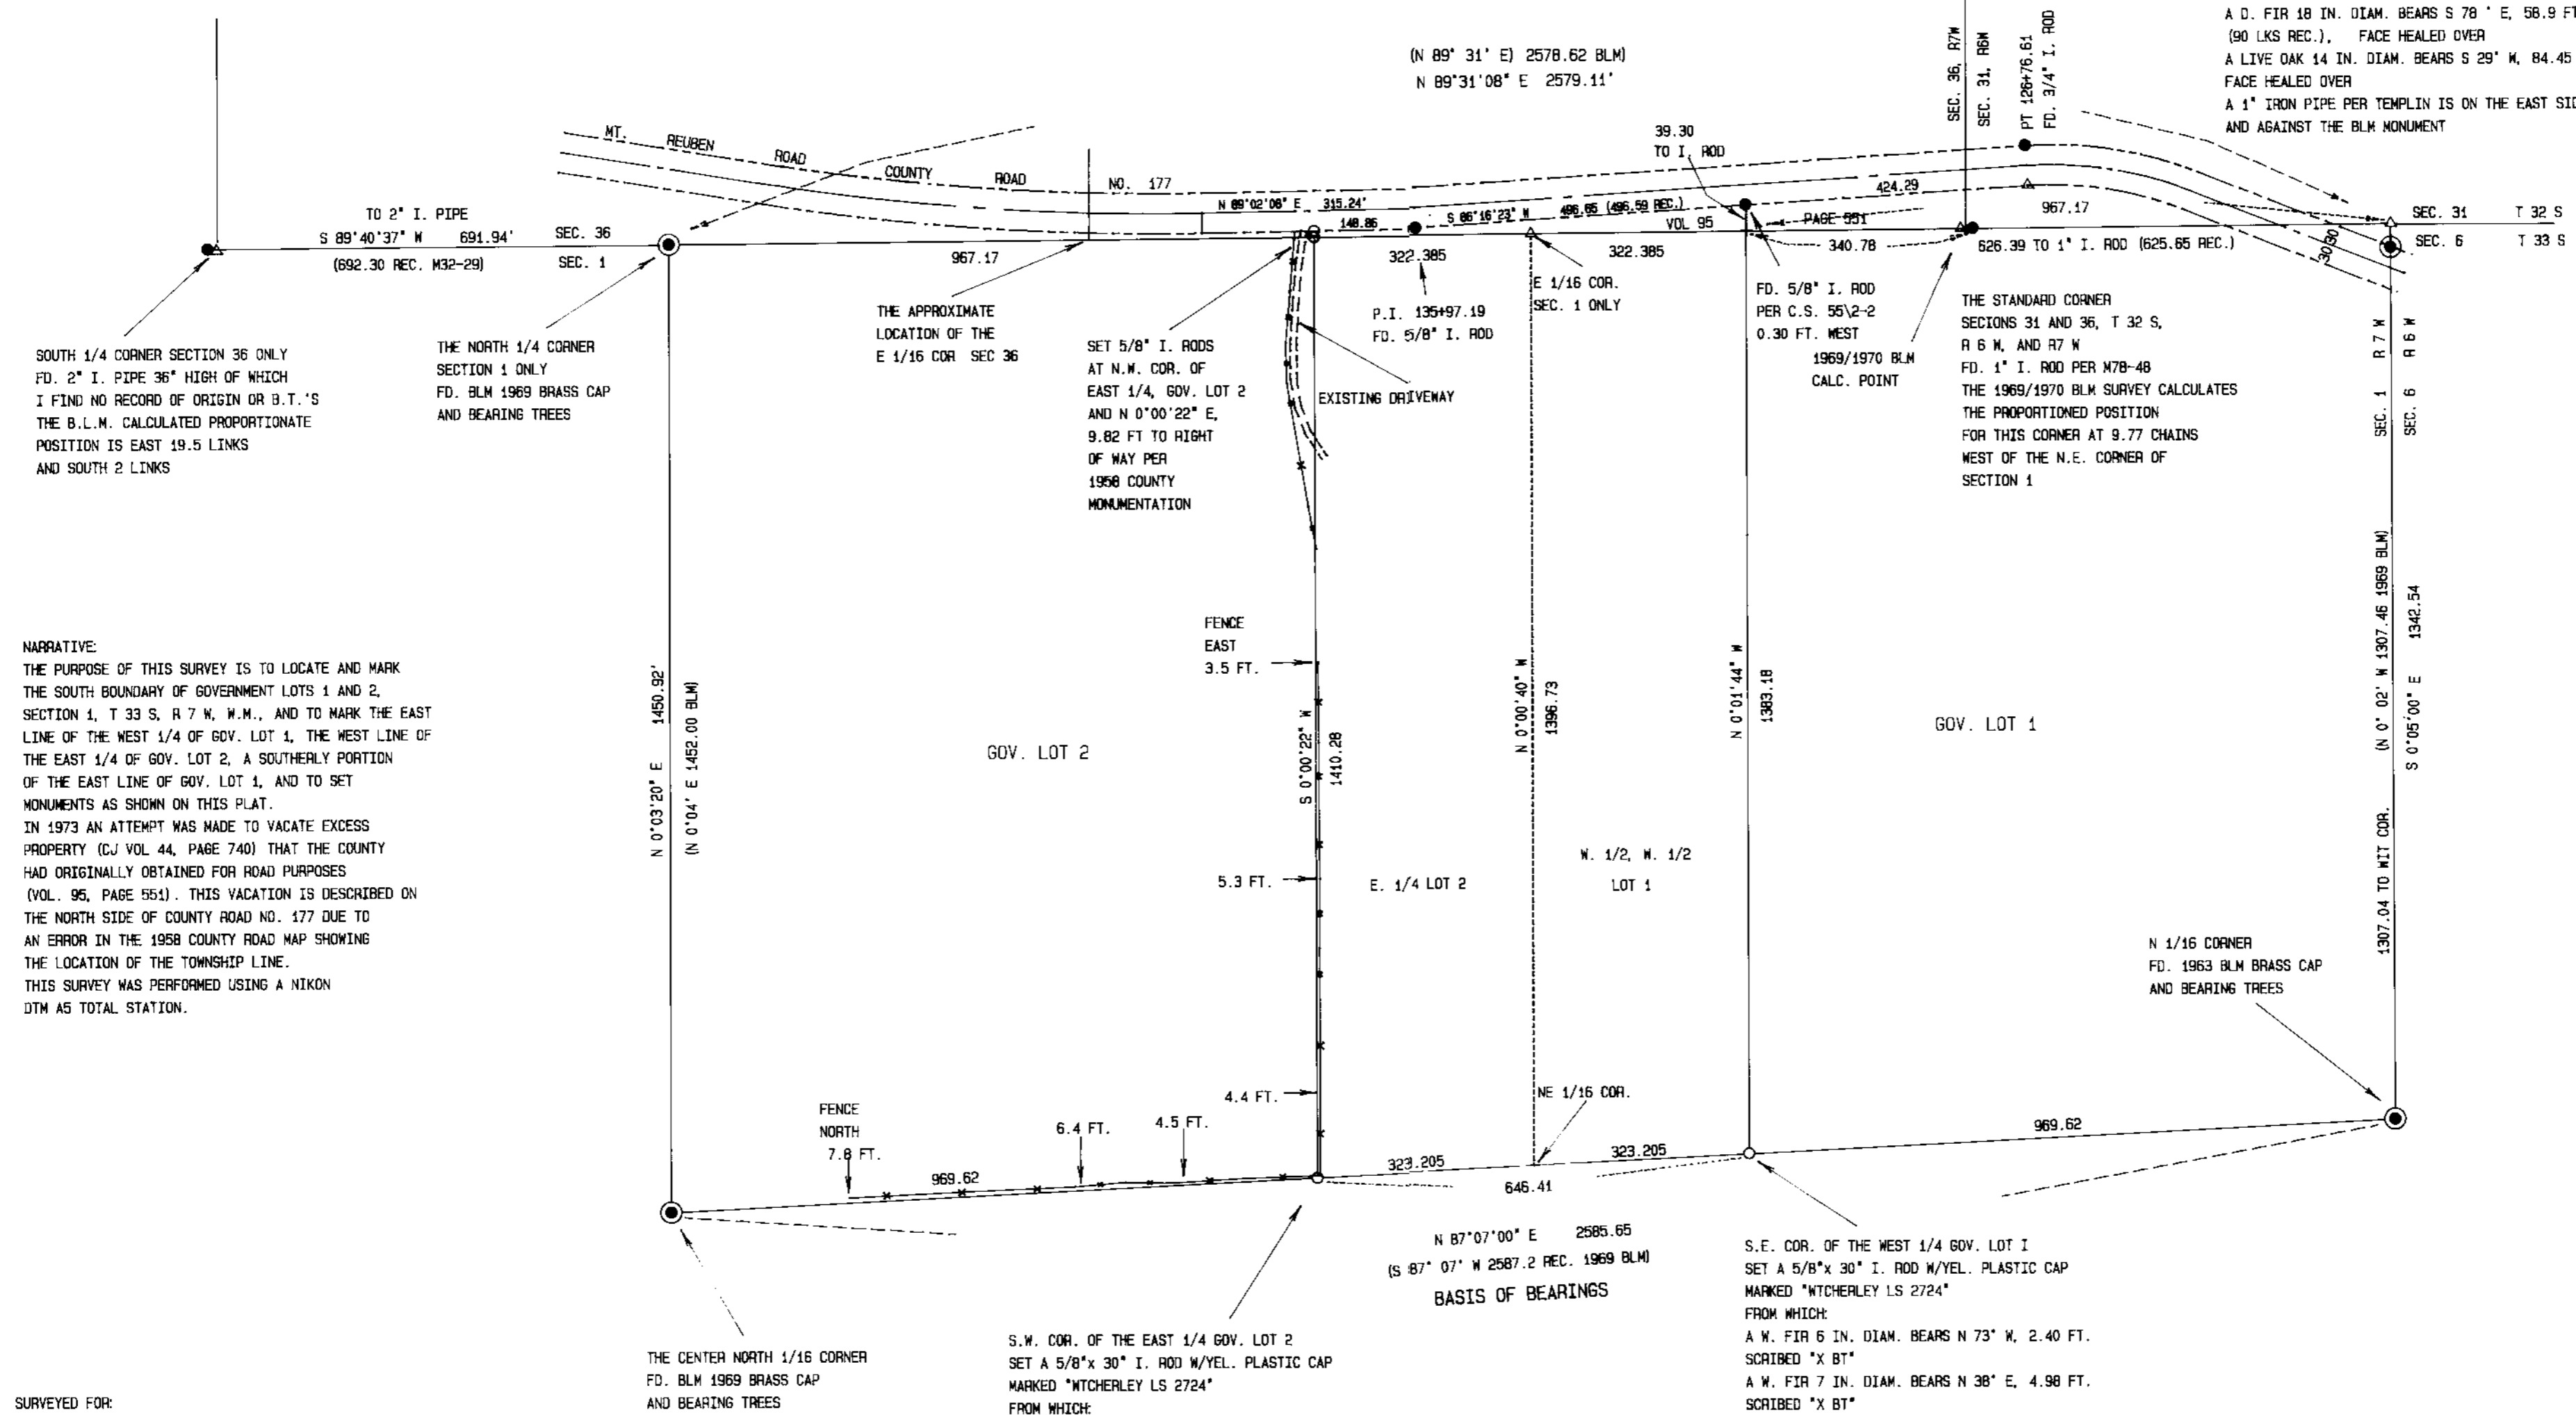 A D. FIR 18 IN. DIAM. BEARS S 78 ° E, 58.9 FT
(90 LKS REC.), FACE HEALED OVER
A LIVE OAK 14 IN. DIAM. BEARS S 29° W, 84.45
FACE HEALED OVER
A 1" IRON PIPE PER TEMPLIN IS ON THE EAST SID
AND AGAINST THE BLM MONUMENT
(N 89° 31' E) 2578.62 BLM)
N 89°31'08" E 2579.11'
SEC. 36, R7W
SEC. 31, R6W
PT 126+76.61
FD. 3/4" I. ROD
MT. REUBEN ROAD COUNTY ROAD NO. 177
39.30
TO I. ROD
424.29
967.17
N 89°02'08" E 315.24'
148.86
S 86°16'23" W 496.65 (496.59 REC.)
VOL 95 PAGE 551
SEC. 31 T 32 S
SEC. 6 T 33 S
30 30
TO 2" I. PIPE
S 89°40'37" W 691.94'
(692.30 REC. M32-29)
SEC. 36
SEC. 1
967.17
322.385
322.385
340.78
626.39 TO 1" I. ROD (625.65 REC.)
SOUTH 1/4 CORNER SECTION 36 ONLY
FD. 2" I. PIPE 36" HIGH OF WHICH
I FIND NO RECORD OF ORIGIN OR B.T.'S
THE B.L.M. CALCULATED PROPORTIONATE
POSITION IS EAST 19.5 LINKS
AND SOUTH 2 LINKS
THE NORTH 1/4 CORNER
SECTION 1 ONLY
FD. BLM 1969 BRASS CAP
AND BEARING TREES
THE APPROXIMATE
LOCATION OF THE
E 1/16 COR SEC 36
SET 5/8" I. RODS
AT N.W. COR. OF
EAST 1/4, GOV. LOT 2
AND N 0°00'22" E,
9.82 FT TO RIGHT
OF WAY PER
1958 COUNTY
MONUMENTATION
EXISTING DRIVEWAY
P.I. 135+97.19
FD. 5/8" I. ROD
E 1/16 COR.
SEC. 1 ONLY
FD. 5/8" I. ROD
PER C.S. 55\2-2
0.30 FT. WEST
1969/1970 BLM
CALC. POINT
THE STANDARD CORNER
SECIONS 31 AND 36, T 32 S,
R 6 W, AND R7 W
FD. 1" I. ROD PER M78-48
THE 1969/1970 BLM SURVEY CALCULATES
THE PROPORTIONED POSITION
FOR THIS CORNER AT 9.77 CHAINS
WEST OF THE N.E. CORNER OF
SECTION 1
SEC. 1 R 7 W
SEC. 6 R 6 W
NARRATIVE:
THE PURPOSE OF THIS SURVEY IS TO LOCATE AND MARK
THE SOUTH BOUNDARY OF GOVERNMENT LOTS 1 AND 2,
SECTION 1, T 33 S, R 7 W, W.M., AND TO MARK THE EAST
LINE OF THE WEST 1/4 OF GOV. LOT 1, THE WEST LINE OF
THE EAST 1/4 OF GOV. LOT 2, A SOUTHERLY PORTION
OF THE EAST LINE OF GOV. LOT 1, AND TO SET
MONUMENTS AS SHOWN ON THIS PLAT.
IN 1973 AN ATTEMPT WAS MADE TO VACATE EXCESS
PROPERTY (CJ VOL 44, PAGE 740) THAT THE COUNTY
HAD ORIGINALLY OBTAINED FOR ROAD PURPOSES
(VOL. 95, PAGE 551). THIS VACATION IS DESCRIBED ON
THE NORTH SIDE OF COUNTY ROAD NO. 177 DUE TO
AN ERROR IN THE 1958 COUNTY ROAD MAP SHOWING
THE LOCATION OF THE TOWNSHIP LINE.
THIS SURVEY WAS PERFORMED USING A NIKON
DTM A5 TOTAL STATION.
N 0°03'20" E 1450.92'
(N 0°04' E 1452.00 BLM)
GOV. LOT 2
FENCE
EAST
3.5 FT.
5.3 FT.
4.4 FT.
S 0°00'22" W
1410.28
E. 1/4 LOT 2
N 0°00'40" W
1396.73
W. 1/2, W. 1/2
LOT 1
N 0°01'44" W
1383.18
GOV. LOT 1
1307.04 TO WIT COR. (N 0° 02' W 1307.46 1969 BLM)
S 0°05'00" E 1342.54
N 1/16 CORNER
FD. 1963 BLM BRASS CAP
AND BEARING TREES
FENCE
NORTH
7.8 FT.
6.4 FT.
4.5 FT.
969.62
323.205
NE 1/16 COR.
323.205
969.62
646.41
N 87°07'00" E 2585.65
(S 87° 07' W 2587.2 REC. 1969 BLM)
BASIS OF BEARINGS
THE CENTER NORTH 1/16 CORNER
FD. BLM 1969 BRASS CAP
AND BEARING TREES
S.W. COR. OF THE EAST 1/4 GOV. LOT 2
SET A 5/8"x 30" I. ROD W/YEL. PLASTIC CAP
MARKED "WTCHERLEY LS 2724"
FROM WHICH:
S.E. COR. OF THE WEST 1/4 GOV. LOT I
SET A 5/8"x 30" I. ROD W/YEL. PLASTIC CAP
MARKED "WTCHERLEY LS 2724"
FROM WHICH:
A W. FIR 6 IN. DIAM. BEARS N 73° W, 2.40 FT.
SCRIBED "X BT"
A W. FIR 7 IN. DIAM. BEARS N 38° E, 4.98 FT.
SCRIBED "X BT"
SURVEYED FOR: